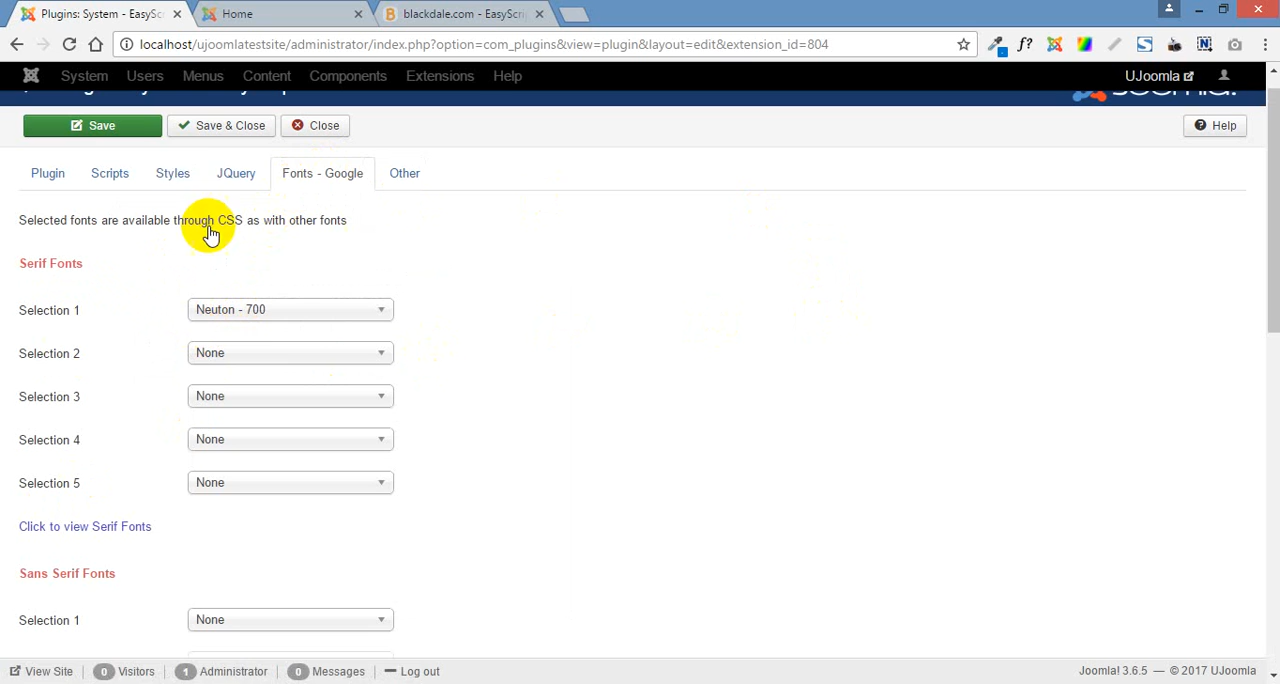 Plugins: System - EasyScri
Home
blackdale.com - EasyScri
localhost/ujoomlatestsite/administrator/index.php?option=com_plugins&view=plugin&layout=edit&extension_id=804
System Users Menus Content Components Extensions Help UJoomla
Save Save & Close Close Help
Plugin Scripts Styles JQuery Fonts - Google Other
Selected fonts are available through CSS as with other fonts
Serif Fonts
Selection 1 Neuton - 700
Selection 2 None
Selection 3 None
Selection 4 None
Selection 5 None
Click to view Serif Fonts
Sans Serif Fonts
Selection 1 None
View Site 0 Visitors 1 Administrator 0 Messages Log out Joomla! 3.6.5 — © 2017 UJoomla